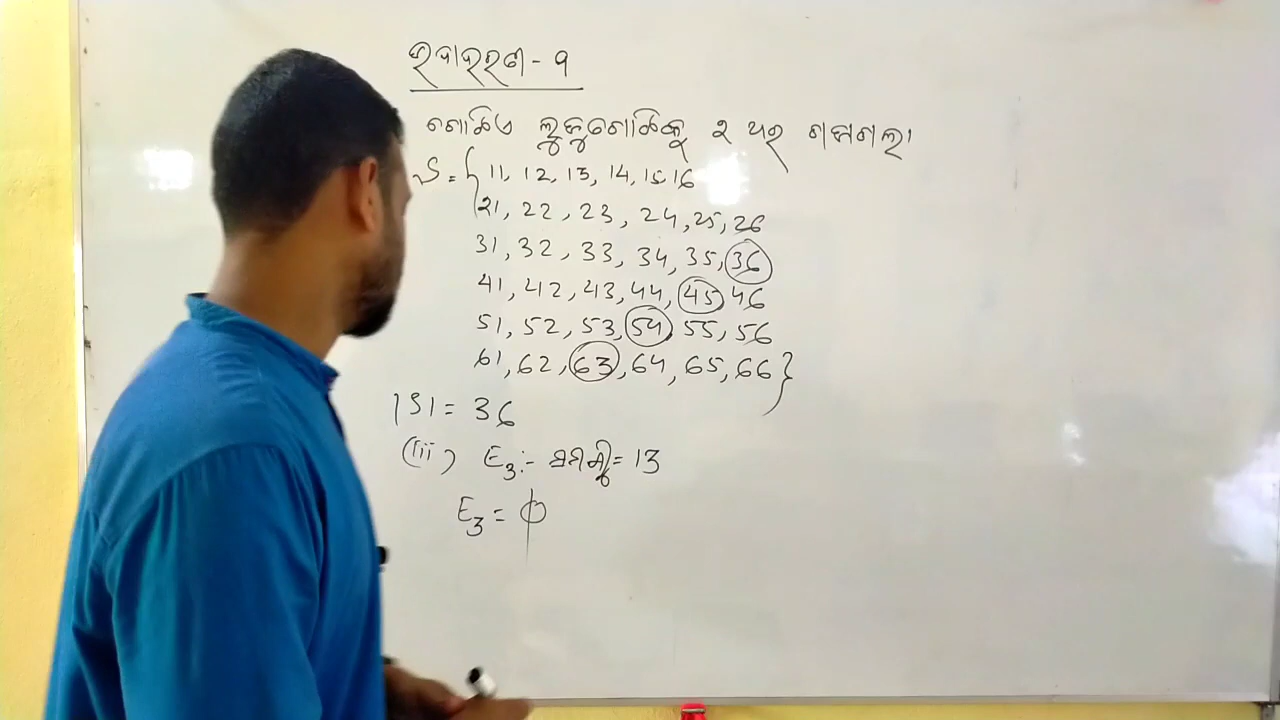 ଉଦାହରଣ - ୧
ଗୋଟିଏ ଲୁଡୁଗୋଟିକୁ ୨ ଥର ଗଡ଼ାଗଲା
S = { 11, 12, 13, 14, 15, 16
21, 22, 23, 24, 25, 26
31, 32, 33, 34, 35, 36
41, 42, 43, 44, 45, 46
51, 52, 53, 54, 55, 56
61, 62, 63, 64, 65, 66 }
|S| = 36
(iii) E₃:- ସମଷ୍ଟି = 13
E₃ = ϕ